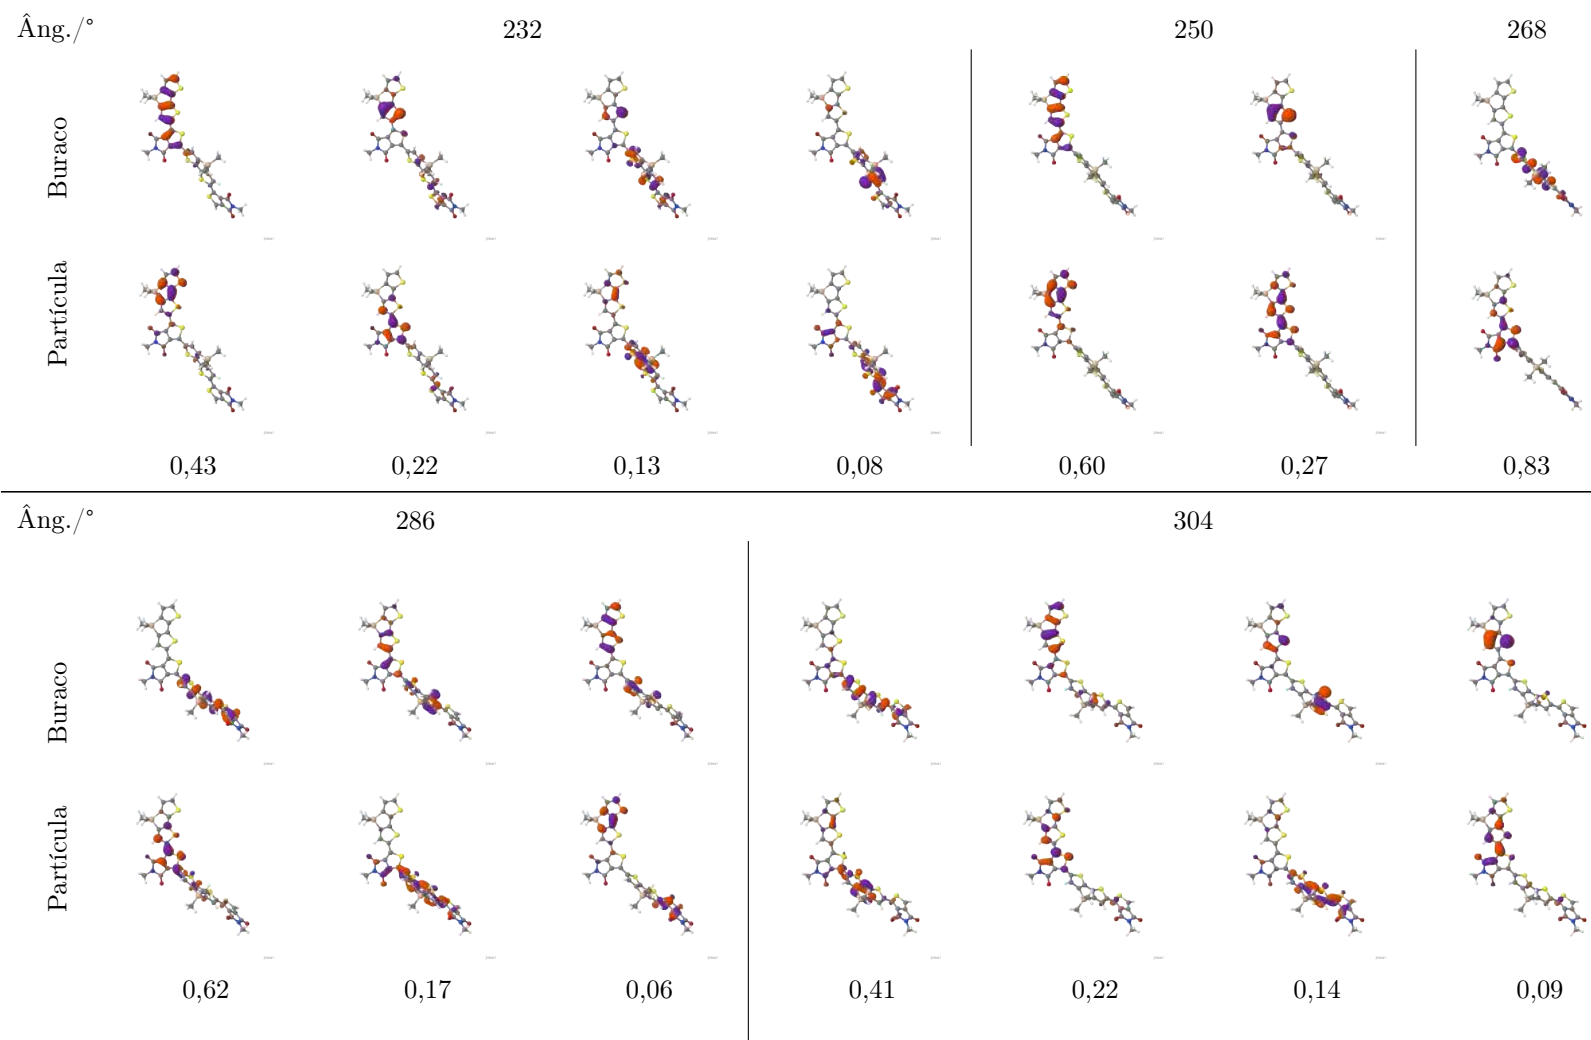 Âng./° 232 250 268
Buraco
Partícula
0,43 0,22 0,13 0,08 0,60 0,27 0,83
Âng./° 286 304
Buraco
Partícula
0,62 0,17 0,06 0,41 0,22 0,14 0,09